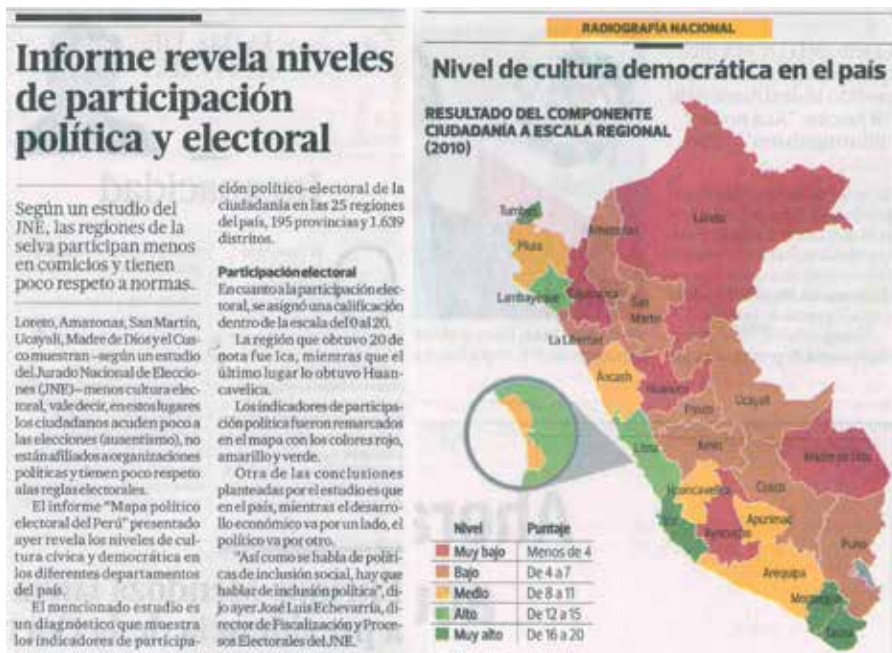 Informe revela niveles
de participación
política y electoral
Según un estudio del
JNE, las regiones de la
selva participan menos
en comicios y tienen
poco respeto a normas.
Loreto, Amazonas, San Martín,
Ucayali, Madre de Dios y el Cus-
co muestran –según un estudio
del Jurado Nacional de Eleccio-
nes (JNE)– menos cultura elec-
toral, vale decir, en estos lugares
los ciudadanos acuden poco a
las elecciones (ausentismo), no
están afiliados a organizaciones
políticas y tienen poco respeto
a las reglas electorales.
El informe “Mapa político
electoral del Perú” presentado
ayer revela los niveles de cul-
tura cívica y democrática en
los diferentes departamentos
del país.
El mencionado estudio es
un diagnóstico que muestra
los indicadores de participa-
ción político-electoral de la
ciudadanía en las 25 regiones
del país, 195 provincias y 1.639
distritos.
Participación electoral
En cuanto a la participación elec-
toral, se asignó una calificación
dentro de la escala del 0 al 20.
La región que obtuvo 20 de
nota fue Ica, mientras que el
último lugar lo obtuvo Huan-
cavelica.
Los indicadores de participa-
ción política fueron remarcados
en el mapa con los colores rojo,
amarillo y verde.
Otra de las conclusiones
planteadas por el estudio es que
en el país, mientras el desarro-
llo económico va por un lado, el
político va por otro.
“Así como se habla de políti-
cas de inclusión social, hay que
hablar de inclusión política”, di-
jo ayer José Luis Echevarría, di-
rector de Fiscalización y Proce-
sos Electorales del JNE.
RADIOGRAFÍA NACIONAL
Nivel de cultura democrática en el país
RESULTADO DEL COMPONENTE
CIUDADANÍA A ESCALA REGIONAL
(2010)
Tumbes
Piura
Lambayeque
Amazonas
Loreto
Cajamarca
San
Martín
La Libertad
Áncash
Huánuco
Pasco
Ucayali
Lima
Junín
Madre de Dios
Huancavelica
Cusco
Ica
Ayacucho
Apurímac
Puno
Arequipa
Moquegua
Tacna
Nivel Puntaje
Muy bajo Menos de 4
Bajo De 4 a 7
Medio De 8 a 11
Alto De 12 a 15
Muy alto De 16 a 20